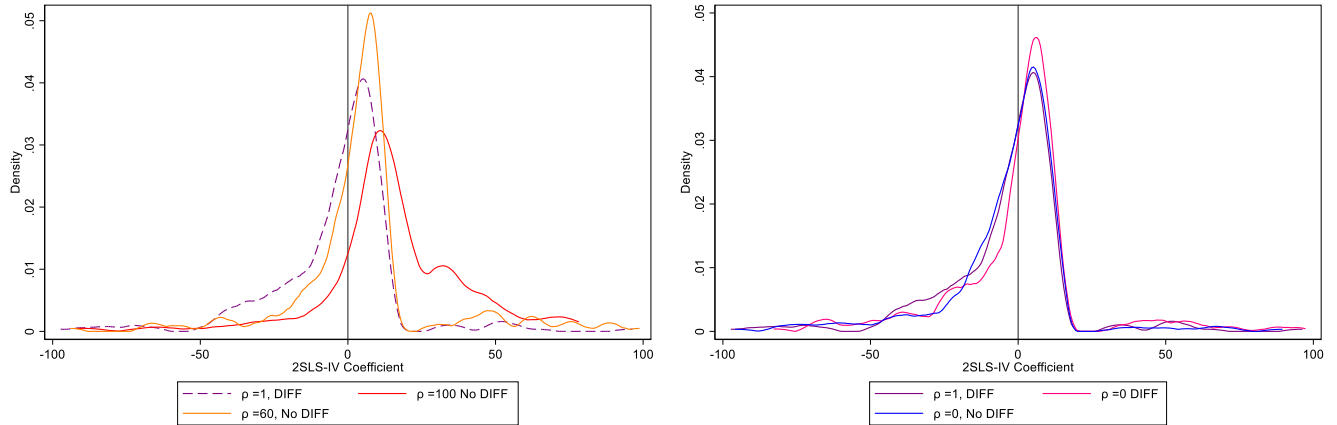 .05
.04
.03
.02
.01
0
Density
-100 -50 0 50 100
2SLS-IV Coefficient
ρ =1, DIFF ρ =100 No DIFF
ρ =60, No DIFF
.05
.04
.03
.02
.01
0
Density
-100 -50 0 50 100
2SLS-IV Coefficient
ρ =1, DIFF ρ =0 DIFF
ρ =0, No DIFF